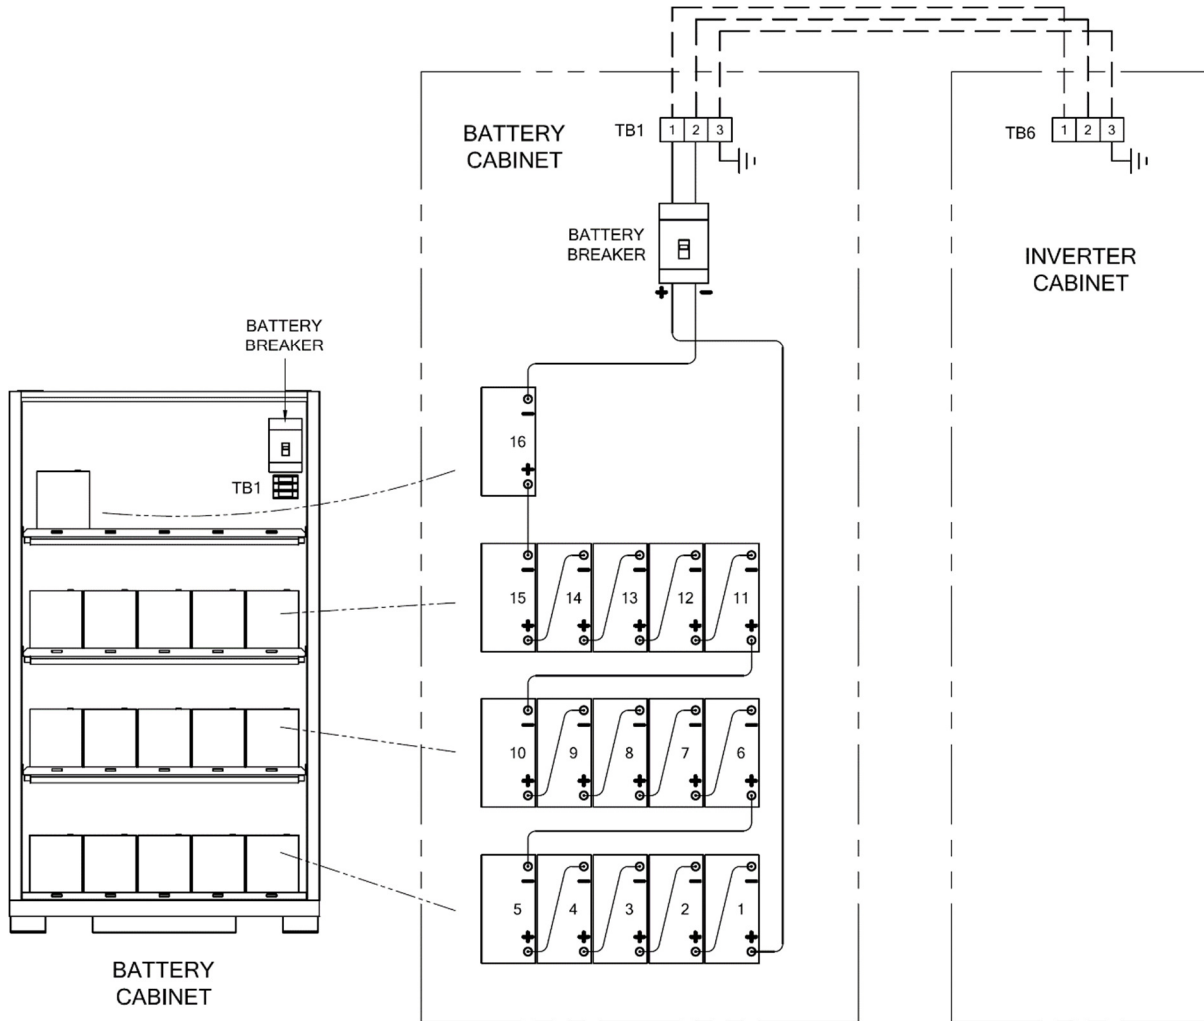 BATTERY
CABINET
TB1
1 2 3
TB6
1 2 3
BATTERY
BREAKER
+ −
INVERTER
CABINET
BATTERY
BREAKER
TB1
−
16
+
− − − − −
15 14 13 12 11
+ + + + +
− − − − −
10 9 8 7 6
+ + + + +
− − − − −
5 4 3 2 1
+ + + + +
BATTERY
CABINET